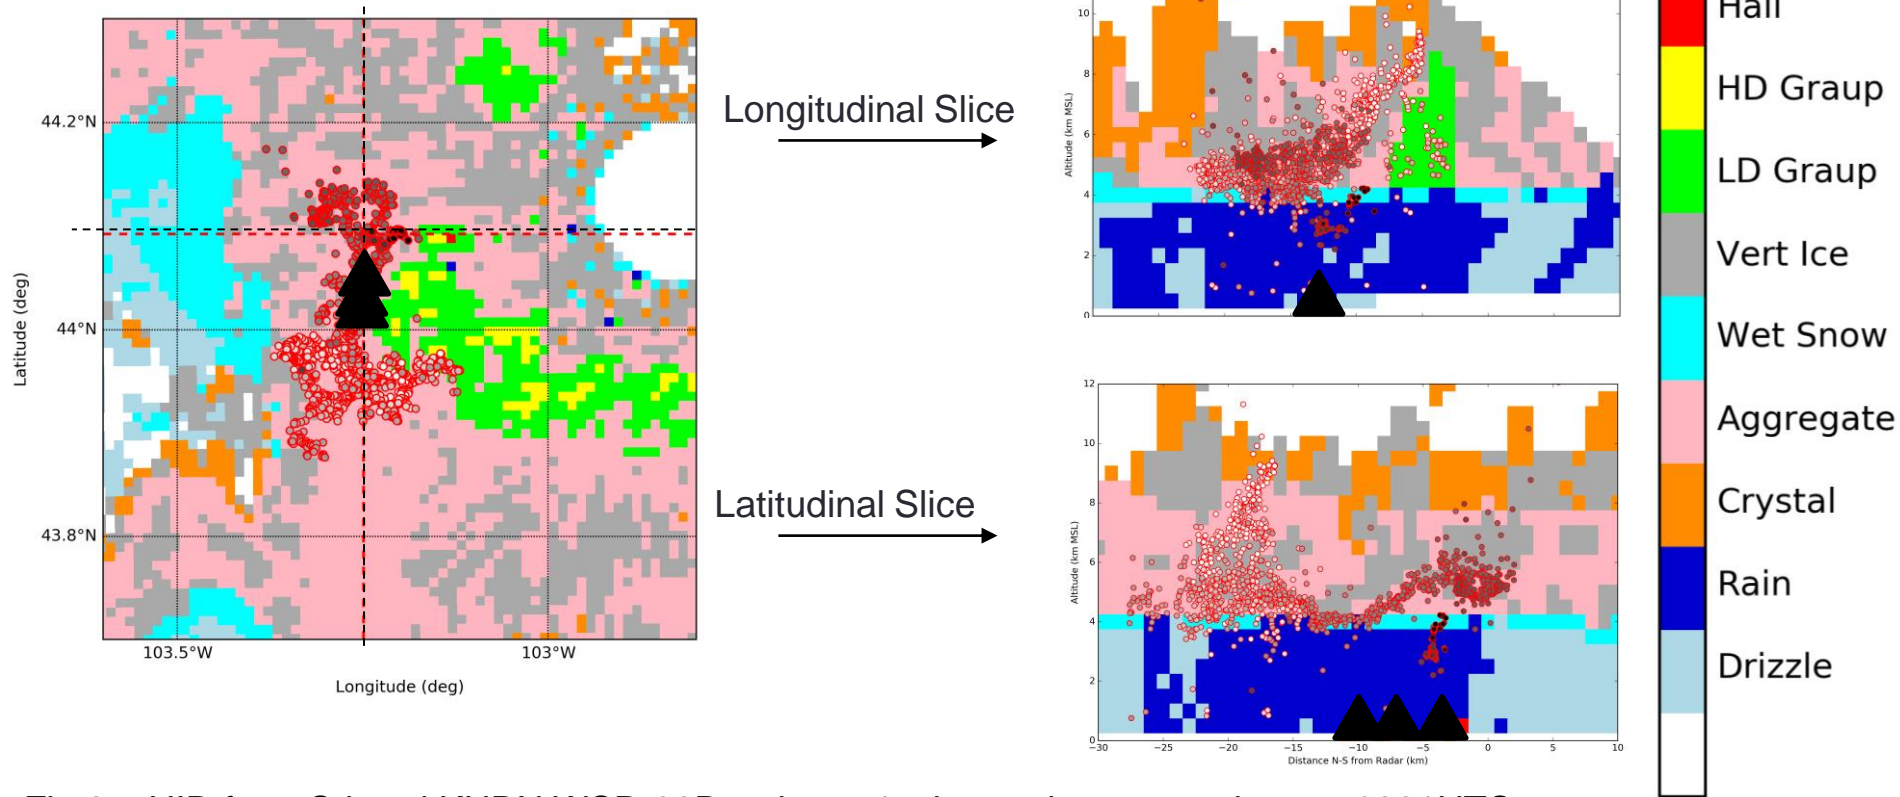 44.2°N
44°N
43.8°N
Latitude (deg)
103.5°W
103°W
Longitude (deg)
Longitudinal Slice
Latitudinal Slice
10
8
6
4
2
0
Altitude (km MSL)
12
10
8
6
4
2
0
Altitude (km MSL)
−30
−25
−20
−15
−10
−5
0
5
10
Distance N-S from Radar (km)
Hail
HD Graup
LD Graup
Vert Ice
Wet Snow
Aggregate
Crystal
Rain
Drizzle